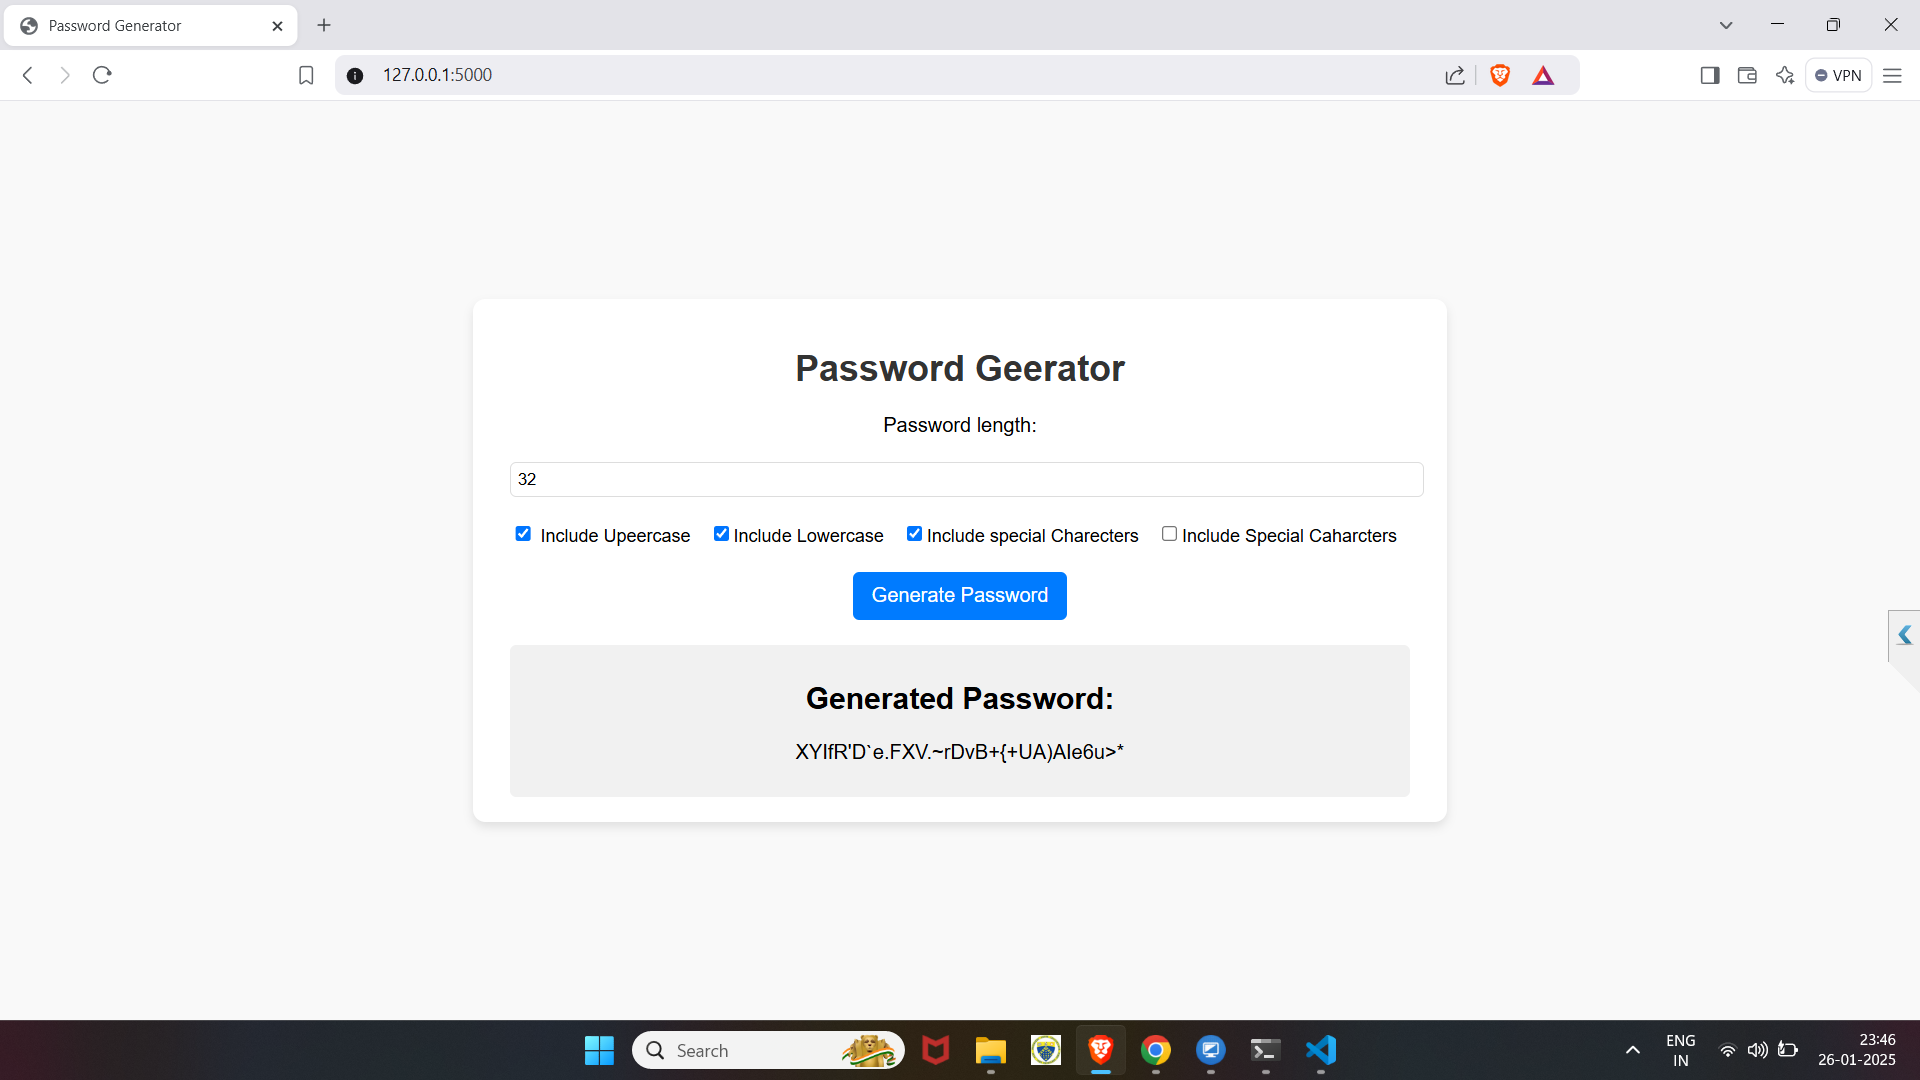 Password Generator
127.0.0.1:5000
VPN
Password Geerator
Password length:
32
Include Upeercase Include Lowercase Include special Charecters Include Special Caharcters
Generate Password
Generated Password:
XYIfR'D`e.FXV.~rDvB+{+UA)AIe6u>*
Search
ENG
IN
23:46
26-01-2025